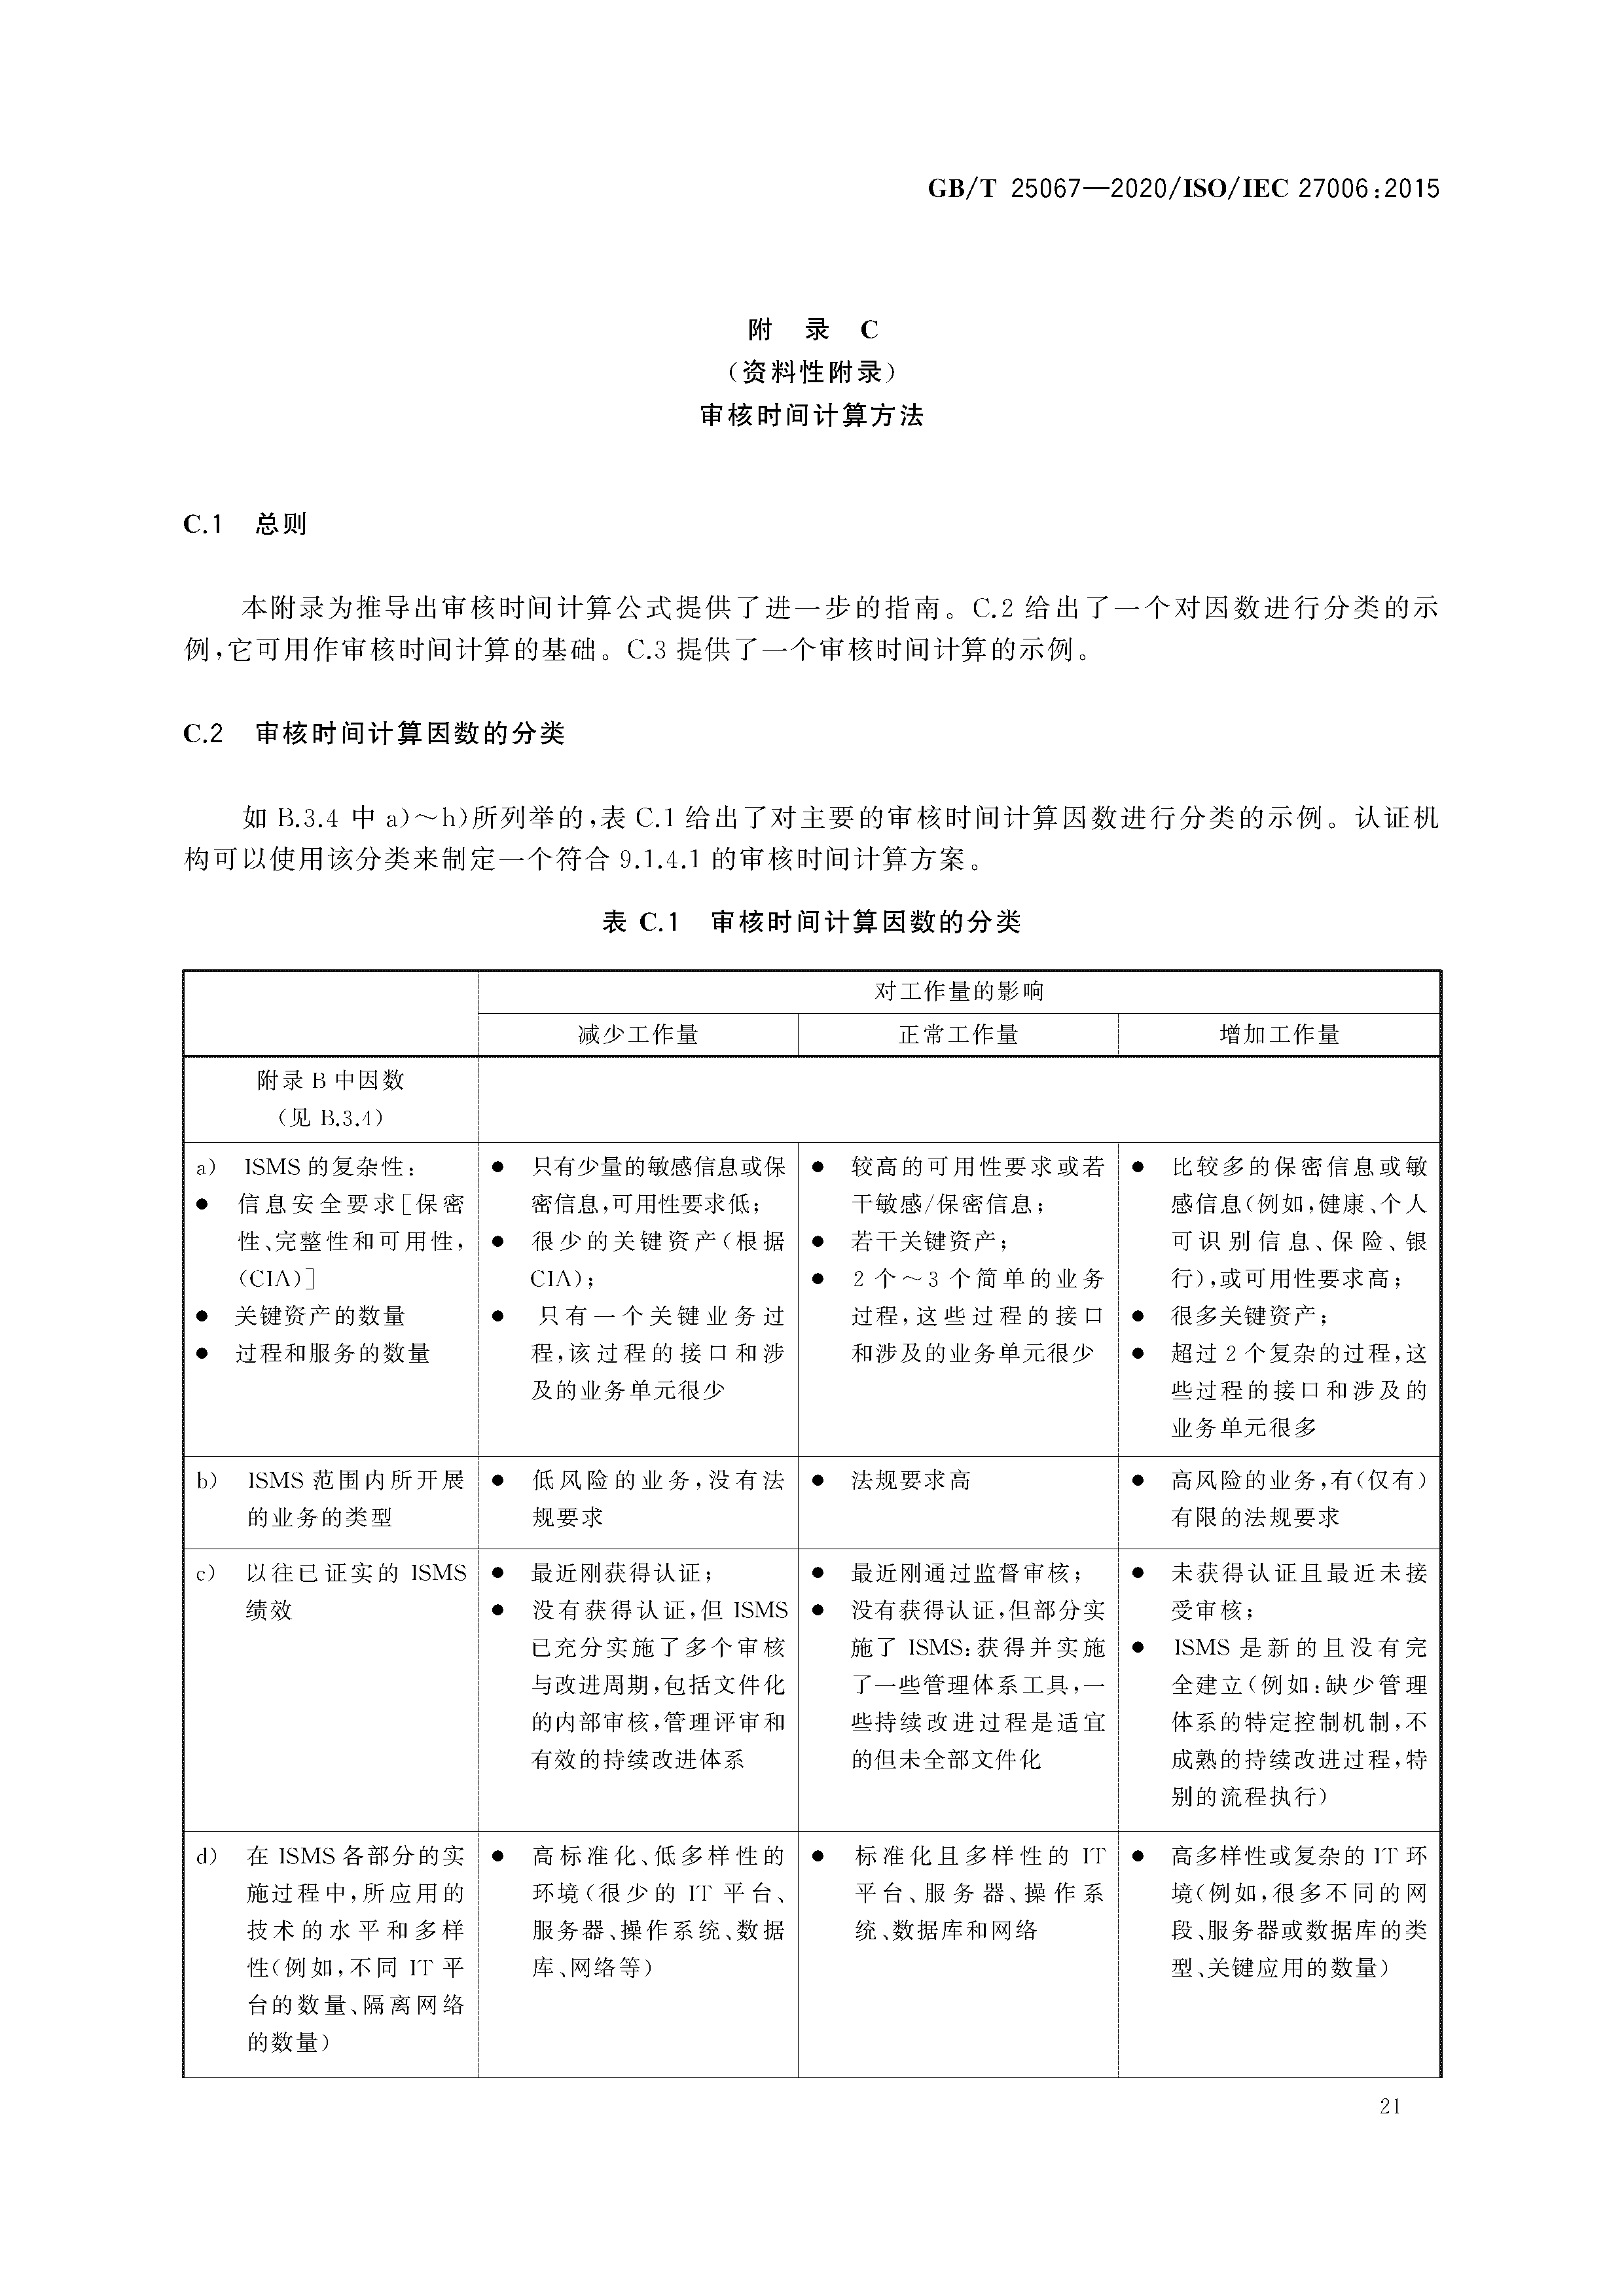 GB/T 25067—2020/ISO/IEC 27006:2015
附 录 C
（资料性附录）
审核时间计算方法
C.1 总则
本附录为推导出审核时间计算公式提供了进一步的指南。C.2 给出了一个对因数进行分类的示
例，它可用作审核时间计算的基础。C.3 提供了一个审核时间计算的示例。
C.2 审核时间计算因数的分类
如 B.3.4 中 a)～h)所列举的，表 C.1 给出了对主要的审核时间计算因数进行分类的示例。认证机
构可以使用该分类来制定一个符合 9.1.4.1 的审核时间计算方案。
表 C.1 审核时间计算因数的分类
对工作量的影响
减少工作量
正常工作量
增加工作量
附录 B 中因数
（见 B.3.4）
a) ISMS 的复杂性：
● 信息安全要求[保密
性、完整性和可用性，
（CIA）]
● 关键资产的数量
● 过程和服务的数量
● 只有少量的敏感信息或保
密信息，可用性要求低；
● 很少的关键资产（根据
CIA）；
● 只有一个关键业务过
程，该过程的接口和涉
及的业务单元很少
● 较高的可用性要求或若
干敏感/保密信息；
● 若干关键资产；
● 2 个～3 个简单的业务
过程，这些过程的接口
和涉及的业务单元很少
● 比较多的保密信息或敏
感信息（例如，健康、个人
可识别信息、保险、银
行），或可用性要求高；
● 很多关键资产；
● 超过 2 个复杂的过程，这
些过程的接口和涉及的
业务单元很多
b) ISMS 范围内所开展
的业务的类型
● 低风险的业务，没有法
规要求
● 法规要求高
● 高风险的业务，有（仅有）
有限的法规要求
c) 以往已证实的 ISMS
绩效
● 最近刚获得认证；
● 没有获得认证，但 ISMS
已充分实施了多个审核
与改进周期，包括文件化
的内部审核，管理评审和
有效的持续改进体系
● 最近刚通过监督审核；
● 没有获得认证，但部分实
施了 ISMS：获得并实施
了一些管理体系工具，一
些持续改进过程是适宜
的但未全部文件化
● 未获得认证且最近未接
受审核；
● ISMS 是新的且没有完
全建立（例如：缺少管理
体系的特定控制机制，不
成熟的持续改进过程，特
别的流程执行）
d) 在 ISMS 各部分的实
施过程中，所应用的
技术的水平和多样
性（例如，不同 IT 平
台的数量、隔离网络
的数量）
● 高标准化、低多样性的
环境（很少的 IT 平台、
服务器、操作系统、数据
库、网络等）
● 标准化且多样性的 IT
平台、服务器、操作系
统、数据库和网络
● 高多样性或复杂的 IT 环
境（例如，很多不同的网
段、服务器或数据库的类
型、关键应用的数量）
21